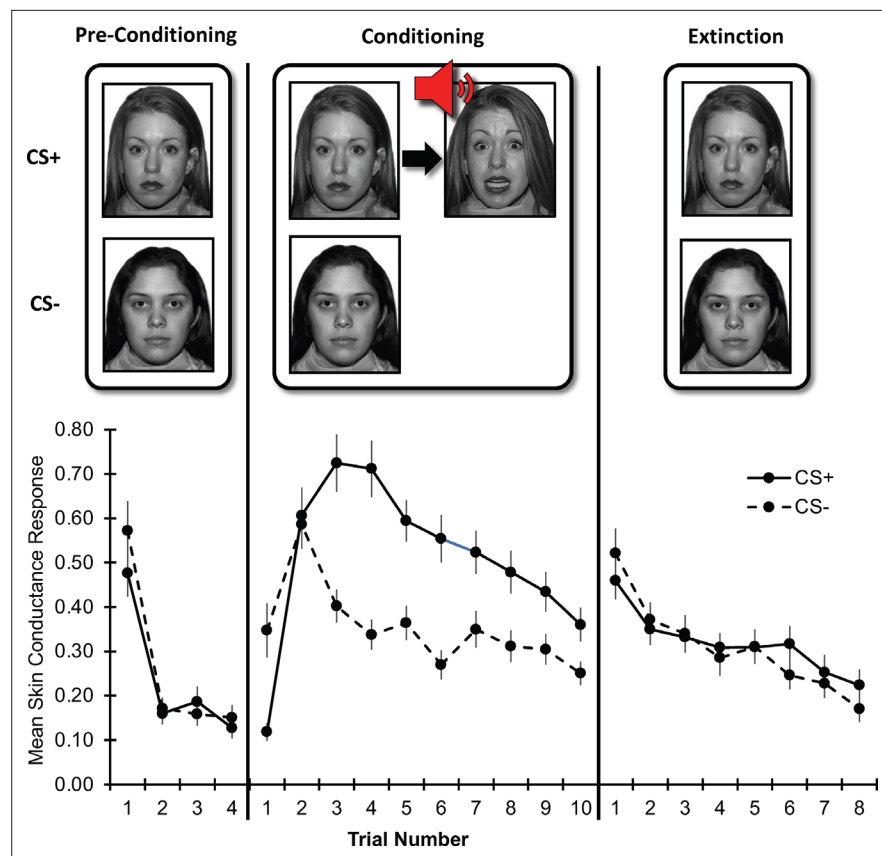 Pre-Conditioning Conditioning Extinction
CS+
CS-
Mean Skin Conductance Response
0.80
0.70
0.60
0.50
0.40
0.30
0.20
0.10
0.00
CS+
CS-
1 2 3 4 1 2 3 4 5 6 7 8 9 10 1 2 3 4 5 6 7 8
Trial Number